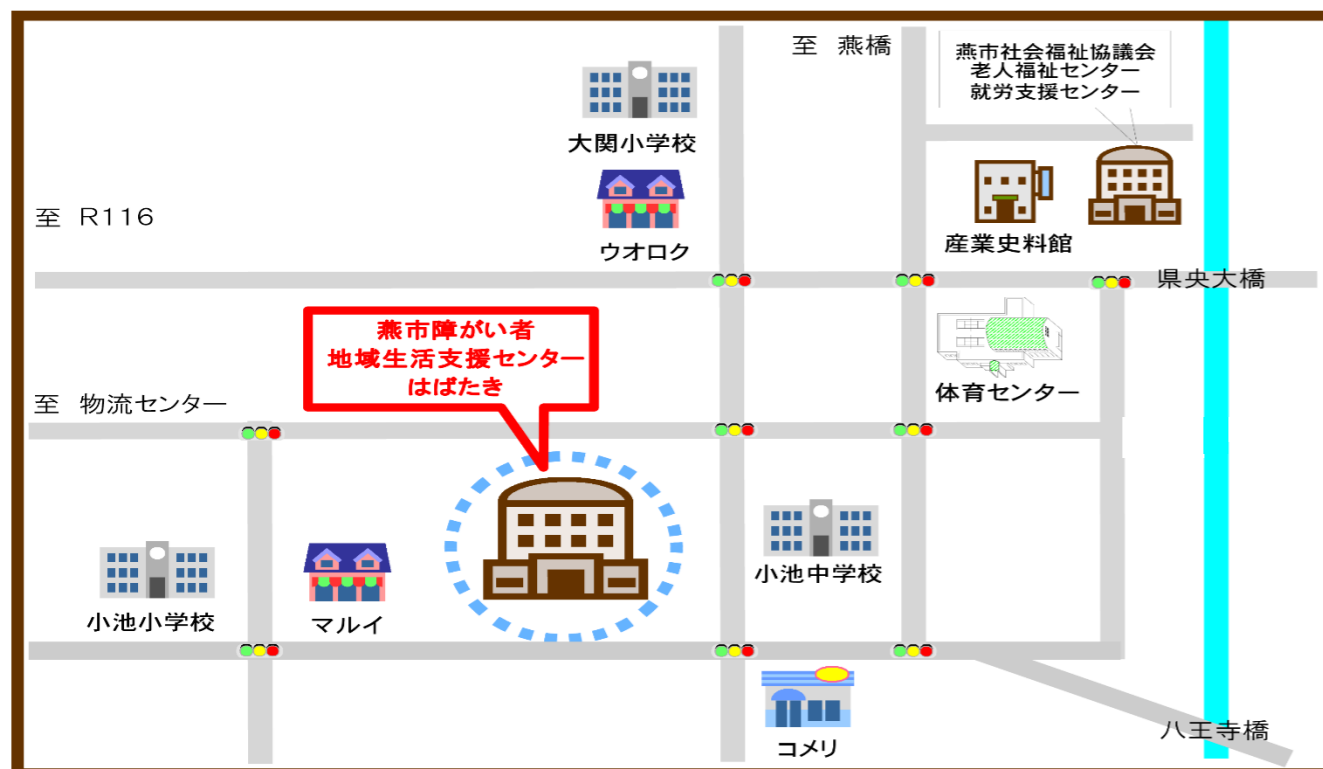 至 燕橋
燕市社会福祉協議会
老人福祉センター
就労支援センター
大関小学校
至 R116
ウオロク
産業史料館
県央大橋
燕市障がい者
地域生活支援センター
はばたき
体育センター
至 物流センター
小池小学校
マルイ
小池中学校
コメリ
八王寺橋